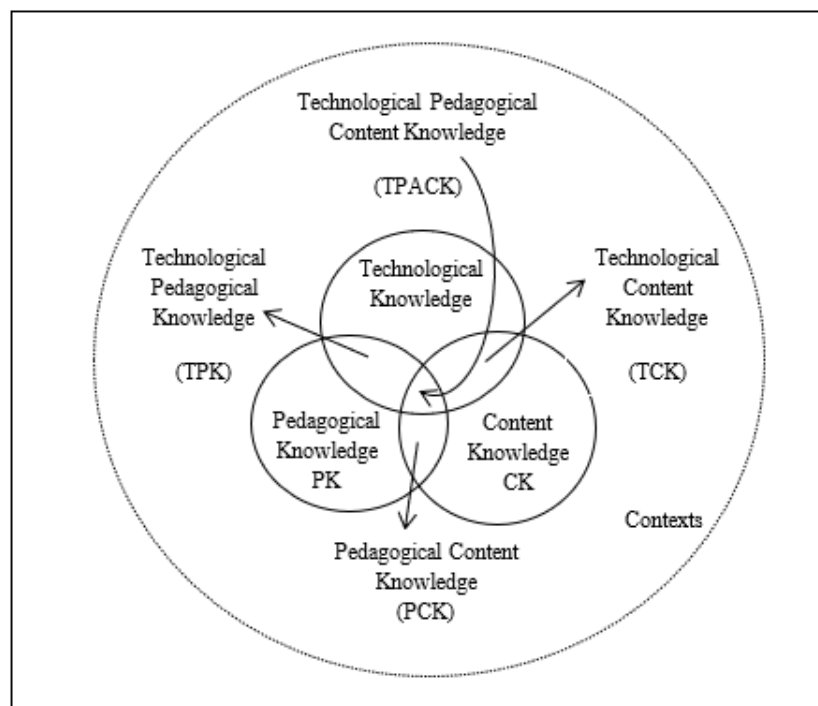 Technological Pedagogical
Content Knowledge
(TPACK)
Technological
Pedagogical
Knowledge
(TPK)
Technological
Knowledge
Technological
Content
Knowledge
(TCK)
Pedagogical
Knowledge
PK
Content
Knowledge
CK
Contexts
Pedagogical Content
Knowledge
(PCK)